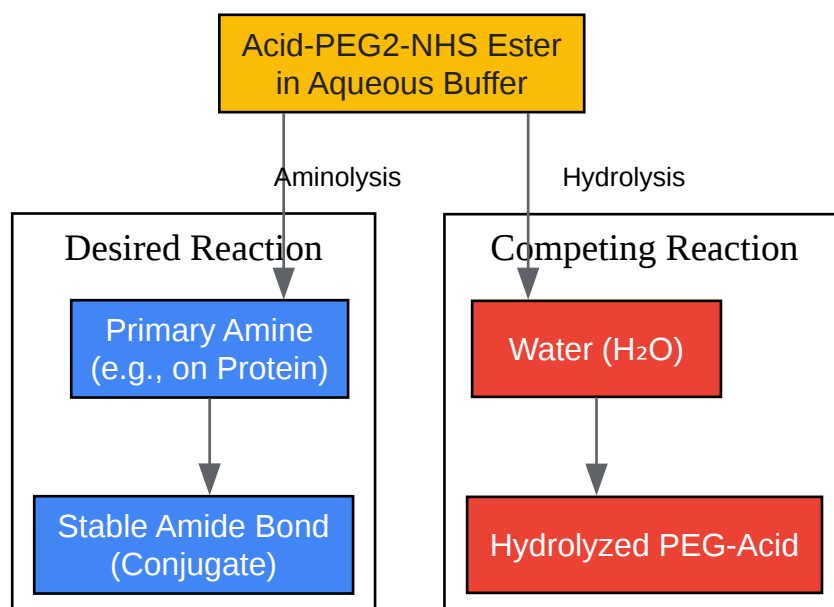 Acid-PEG2-NHS Ester
in Aqueous Buffer
Aminolysis
Hydrolysis
Desired Reaction
Competing Reaction
Primary Amine
(e.g., on Protein)
Water (H₂O)
Stable Amide Bond
(Conjugate)
Hydrolyzed PEG-Acid